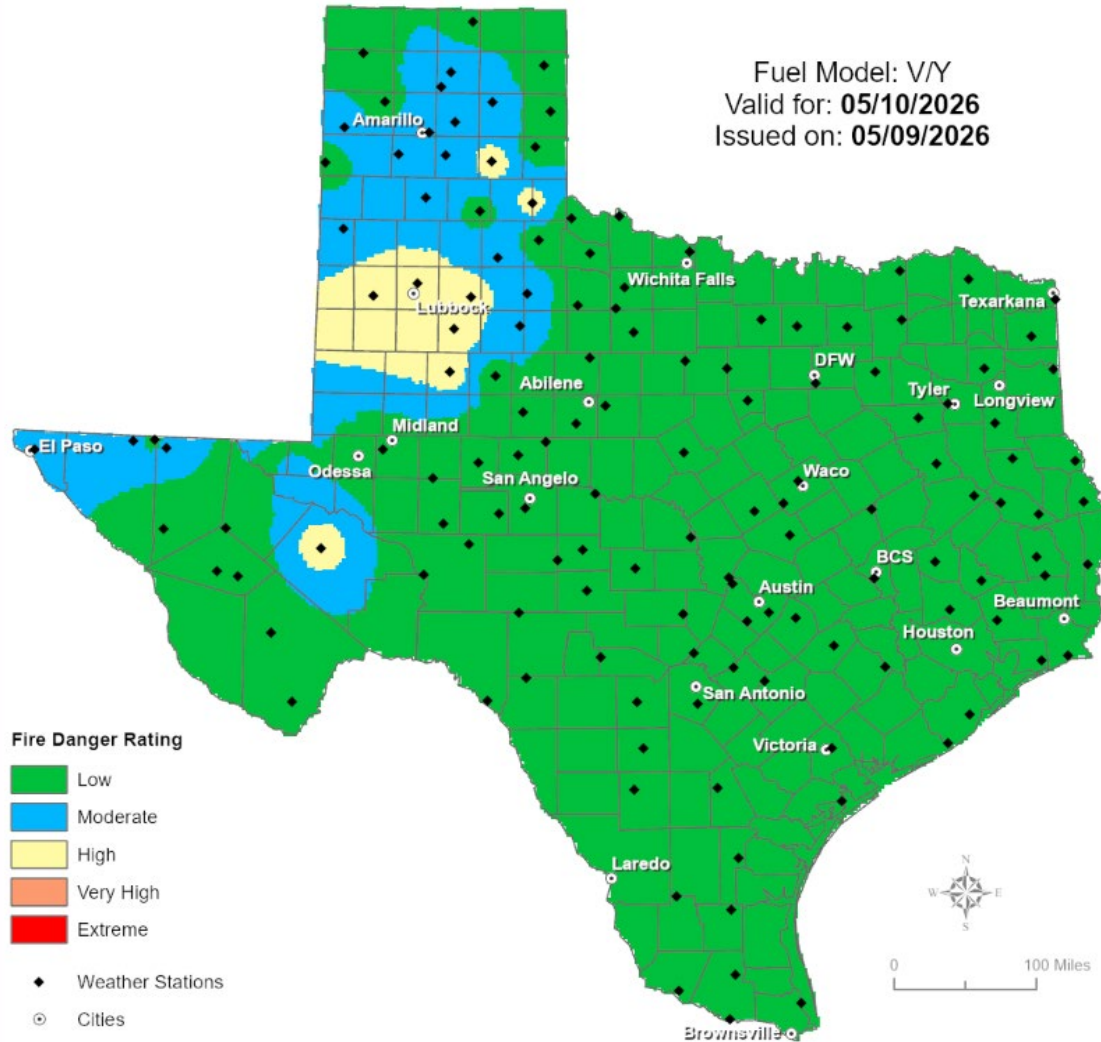 Fuel Model: V/Y
Valid for: 05/10/2026
Issued on: 05/09/2026
Amarillo
Wichita Falls
Lubbock
Texarkana
DFW
Abilene
Tyler
Longview
Midland
El Paso
Odessa
San Angelo
Waco
BCS
Austin
Beaumont
Houston
San Antonio
Victoria
Laredo
Brownsville
Fire Danger Rating
Low
Moderate
High
Very High
Extreme
Weather Stations
Cities
N
W E
S
0 100 Miles